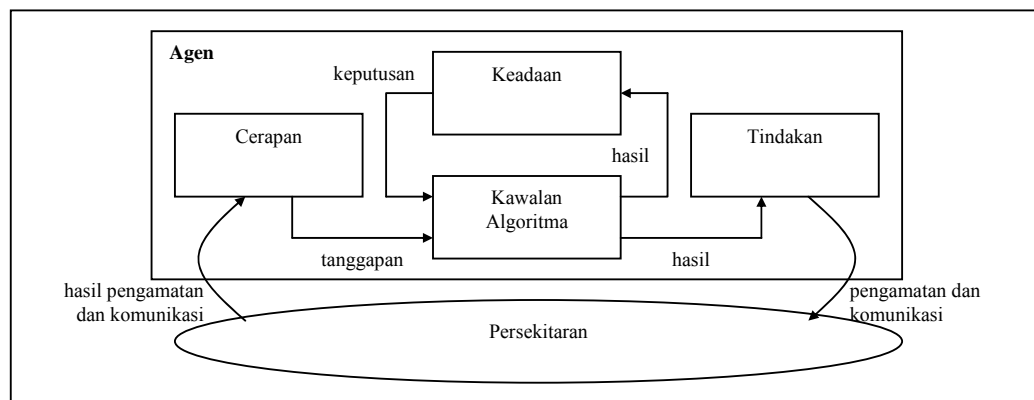 Agen
keputusan
Keadaan
Cerapan
Tindakan
hasil
Kawalan
Algoritma
tanggapan
hasil
hasil pengamatan
dan komunikasi
pengamatan dan
komunikasi
Persekitaran